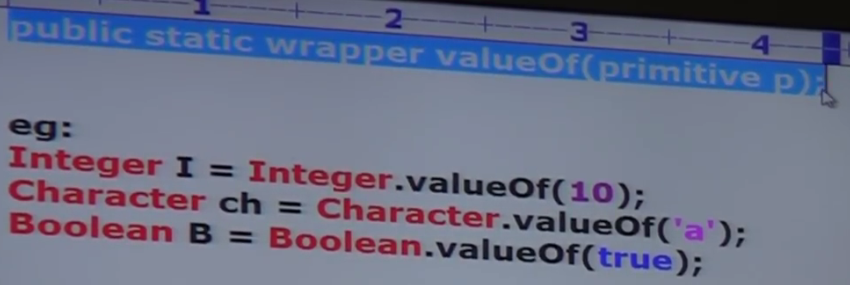 1 2 3 4
public static wrapper valueOf(primitive p);
eg:
Integer I = Integer.valueOf(10);
Character ch = Character.valueOf('a');
Boolean B = Boolean.valueOf(true);